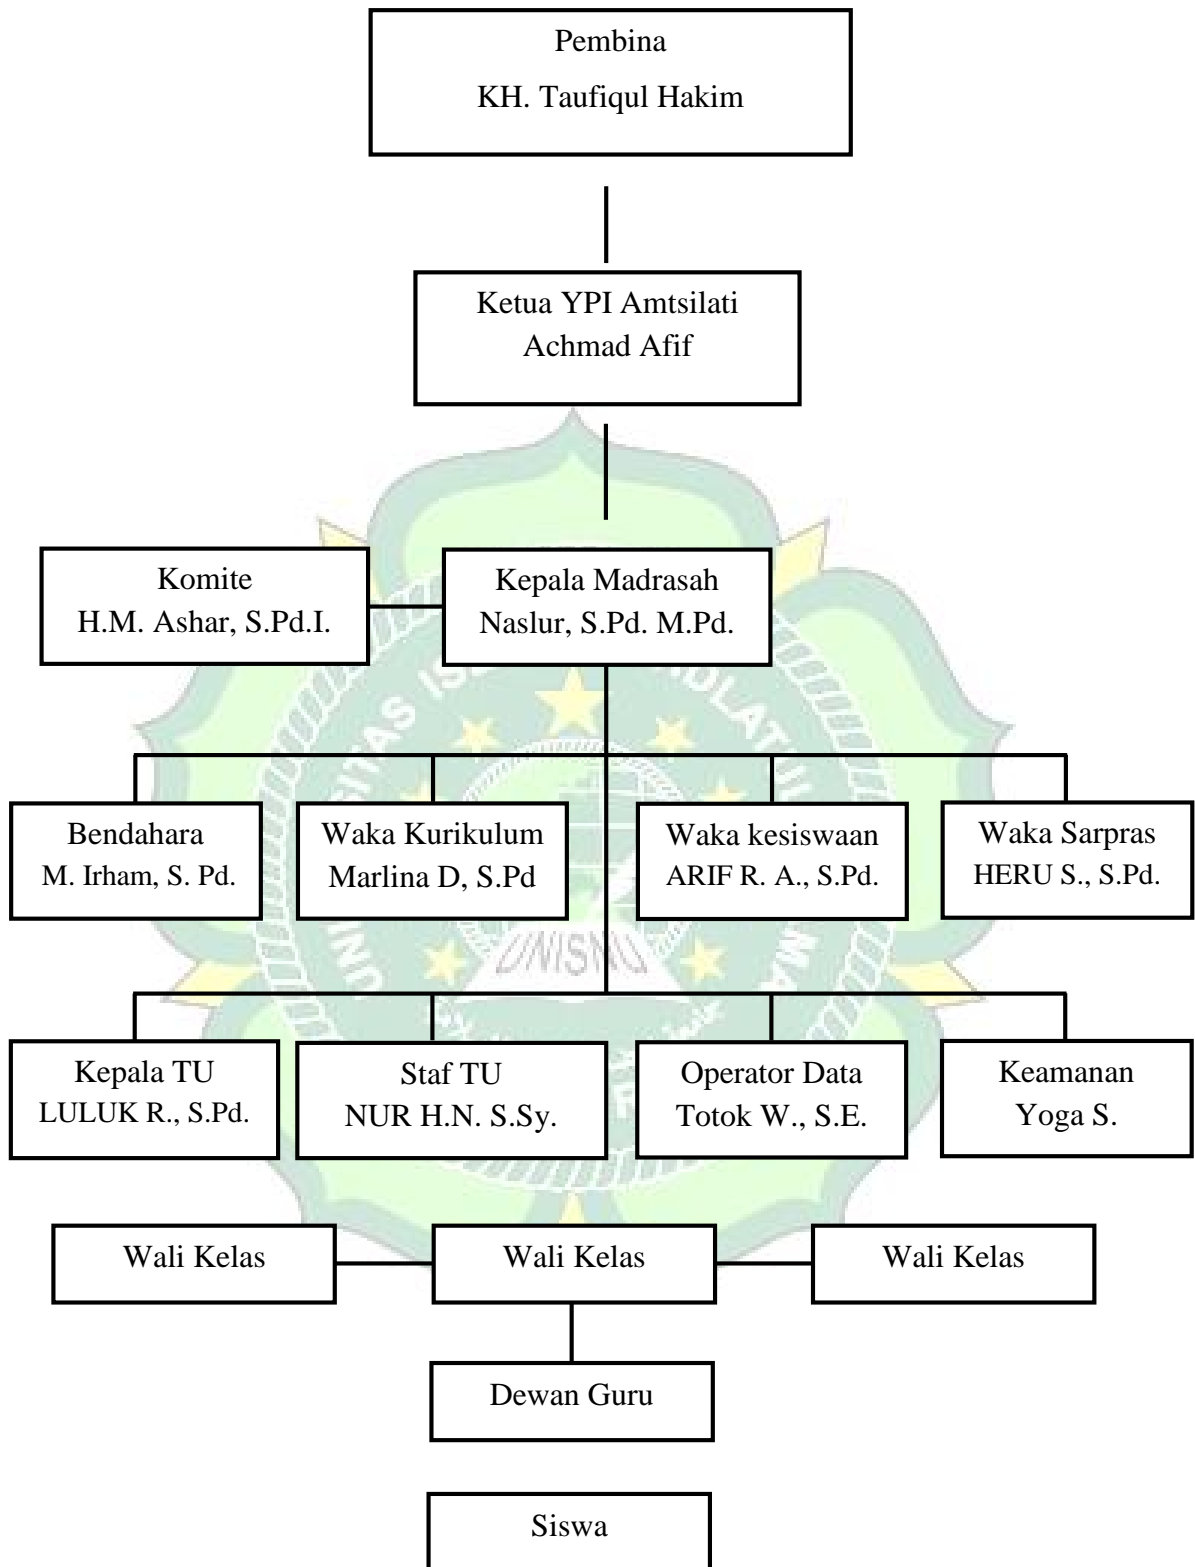 Pembina
KH. Taufiqul Hakim
Ketua YPI Amtsilati
Achmad Afif
Komite
H.M. Ashar, S.Pd.I.
Kepala Madrasah
Naslur, S.Pd. M.Pd.
Bendahara
M. Irham, S. Pd.
Waka Kurikulum
Marlina D, S.Pd
Waka kesiswaan
ARIF R. A., S.Pd.
Waka Sarpras
HERU S., S.Pd.
UNISNU
Kepala TU
LULUK R., S.Pd.
Staf TU
NUR H.N. S.Sy.
Operator Data
Totok W., S.E.
Keamanan
Yoga S.
Wali Kelas
Wali Kelas
Wali Kelas
Dewan Guru
Siswa